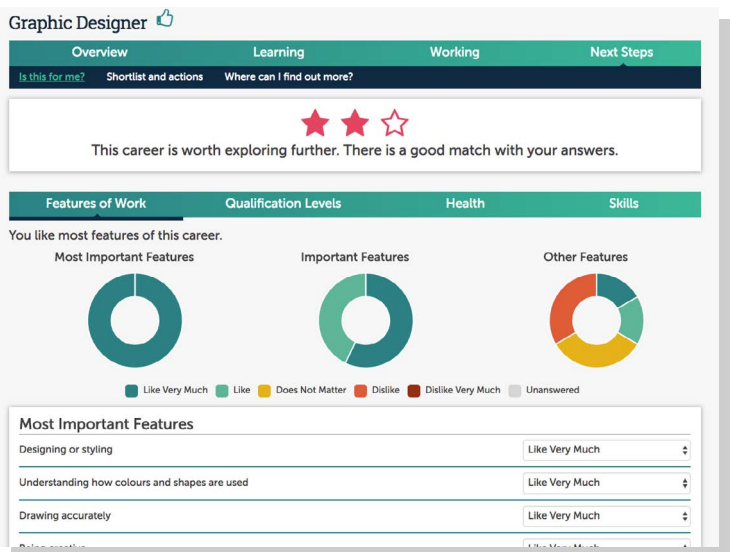 Graphic Designer
Overview Learning Working Next Steps
Is this for me? Shortlist and actions Where can I find out more?
This career is worth exploring further. There is a good match with your answers.
Features of Work Qualification Levels Health Skills
You like most features of this career.
Most Important Features Important Features Other Features
Like Very Much Like Does Not Matter Dislike Dislike Very Much Unanswered
Most Important Features
Designing or styling Like Very Much
Understanding how colours and shapes are used Like Very Much
Drawing accurately Like Very Much